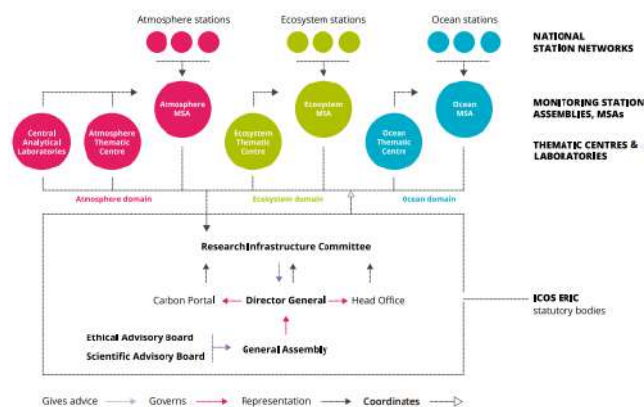 Atmosphere stations
Ecosystem stations
Ocean stations
NATIONAL
STATION NETWORKS
Atmosphere
MSA
Ecosystem
MSA
Ocean
MSA
MONITORING STATION
ASSEMBLIES, MSAs
Central
Analytical
Laboratories
Atmosphere
Thematic
Centre
Ecosystem
Thematic
Centre
Ocean
Thematic
Centre
THEMATIC CENTRES &
LABORATORIES
Atmosphere domain
Ecosystem domain
Ocean domain
Research Infrastructure Committee
Carbon Portal
Director General
Head Office
ICOS ERIC
statutory bodies
Ethical Advisory Board
Scientific Advisory Board
General Assembly
Gives advice
Governs
Representation
Coordinates